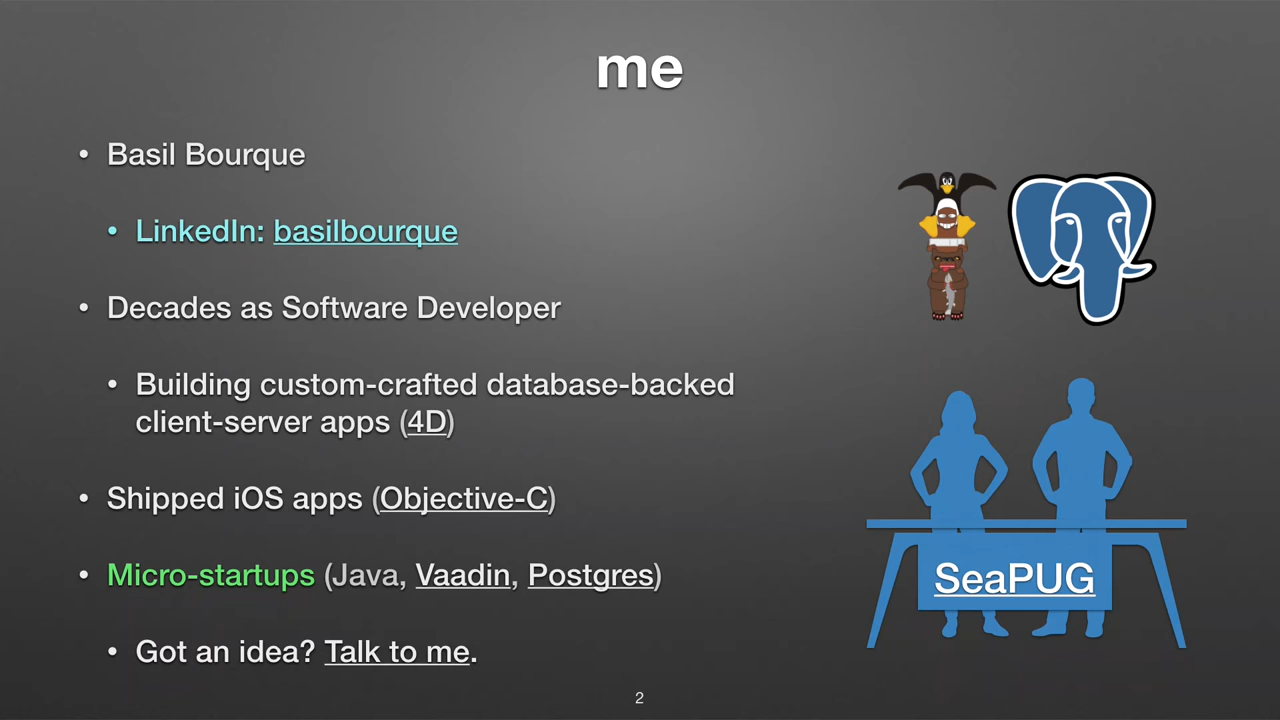 me
• Basil Bourque
• LinkedIn: basilbourque
• Decades as Software Developer
• Building custom-crafted database-backed
client-server apps (4D)
• Shipped iOS apps (Objective-C)
• Micro-startups (Java, Vaadin, Postgres)
• Got an idea? Talk to me.
SeaPUG
2